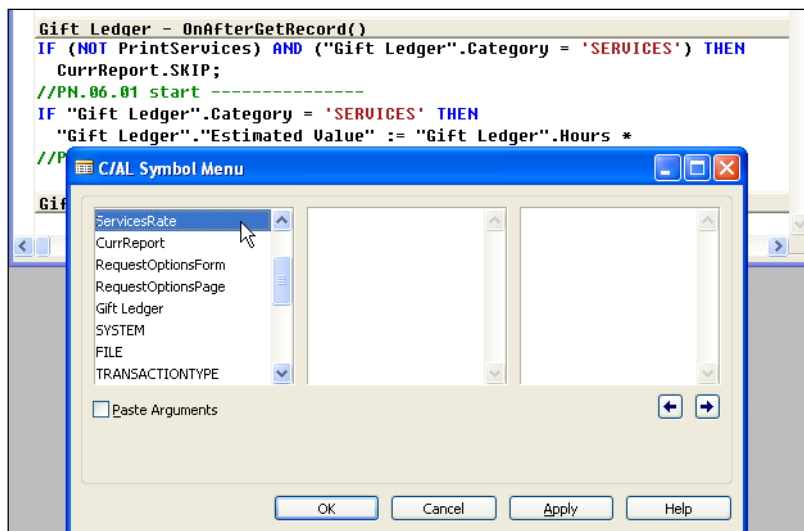 Gift Ledger - OnAfterGetRecord()
IF (NOT PrintServices) AND ("Gift Ledger".Category = 'SERVICES') THEN
CurrReport.SKIP;
//PN.06.01 start ---------------
IF "Gift Ledger".Category = 'SERVICES' THEN
"Gift Ledger"."Estimated Value" := "Gift Ledger".Hours *
//P
Gif
C/AL Symbol Menu
ServicesRate
CurrReport
RequestOptionsForm
RequestOptionsPage
Gift Ledger
SYSTEM
FILE
TRANSACTIONTYPE
Paste Arguments
OK Cancel Apply Help